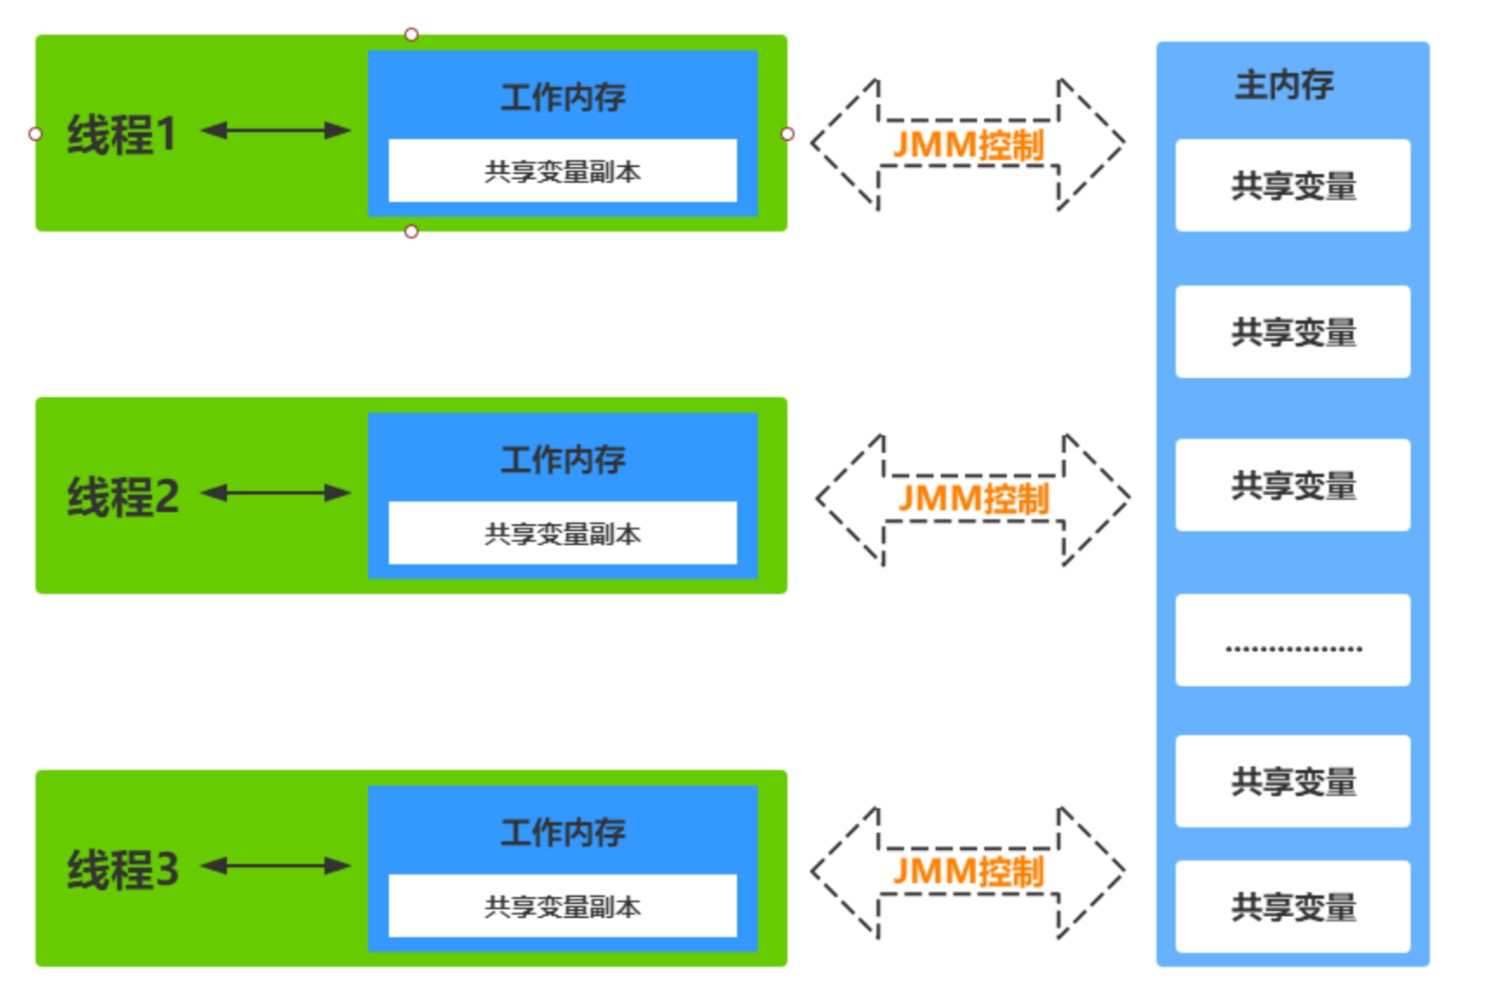 线程1
工作内存
共享变量副本
JMM控制
主内存
共享变量
共享变量
线程2
工作内存
共享变量副本
JMM控制
共享变量
................
线程3
工作内存
共享变量副本
JMM控制
共享变量
共享变量